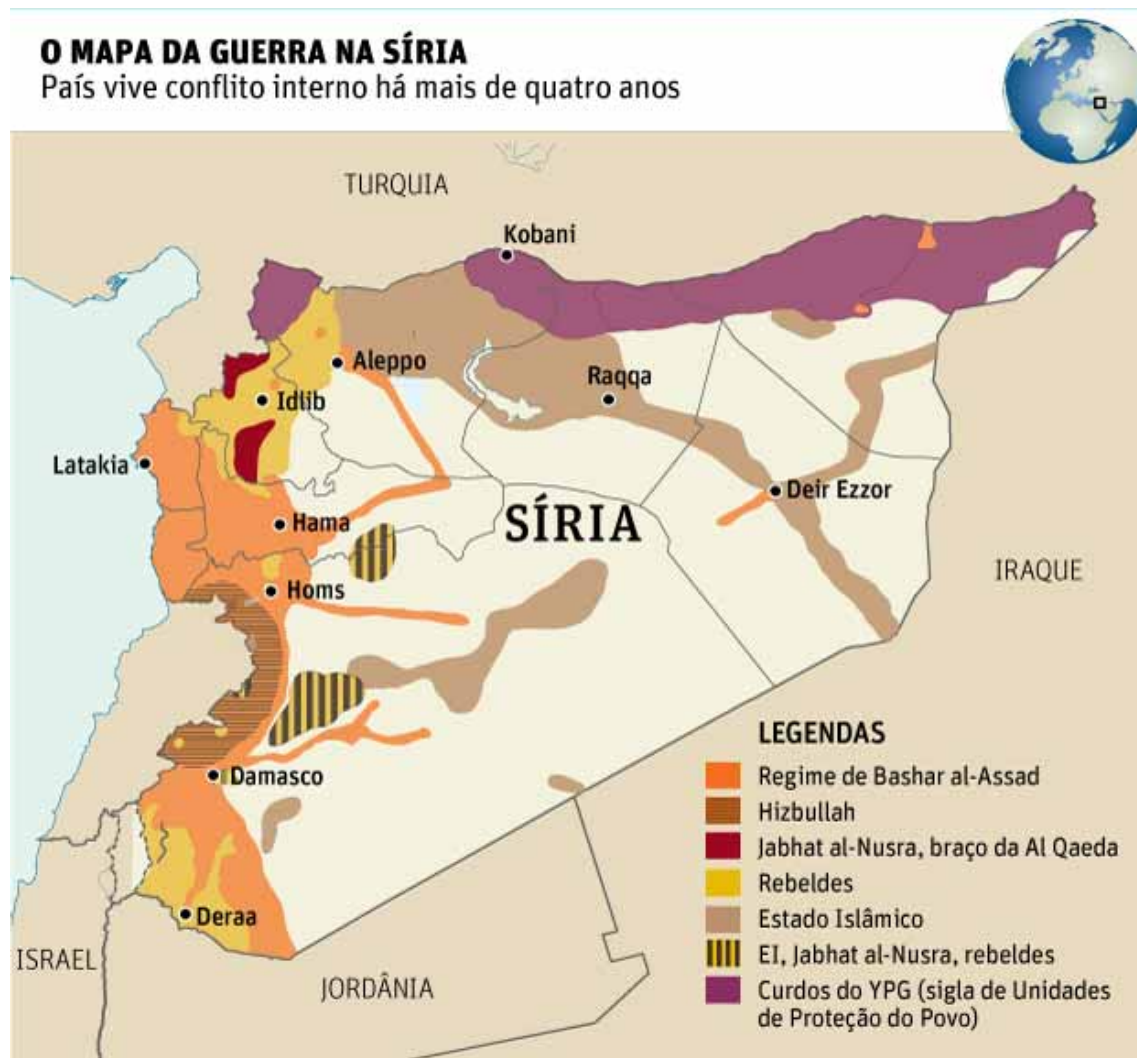 O MAPA DA GUERRA NA SÍRIA
País vive conflito interno há mais de quatro anos
TURQUIA
Kobani
Aleppo
Raqqa
Idlib
Latakia
Deir Ezzor
Hama
SÍRIA
IRAQUE
Homs
Damasco
Deraa
ISRAEL
JORDÂNIA
LEGENDAS
Regime de Bashar al-Assad
Hizbullah
Jabhat al-Nusra, braço da Al Qaeda
Rebeldes
Estado Islâmico
EI, Jabhat al-Nusra, rebeldes
Curdos do YPG (sigla de Unidades
de Proteção do Povo)